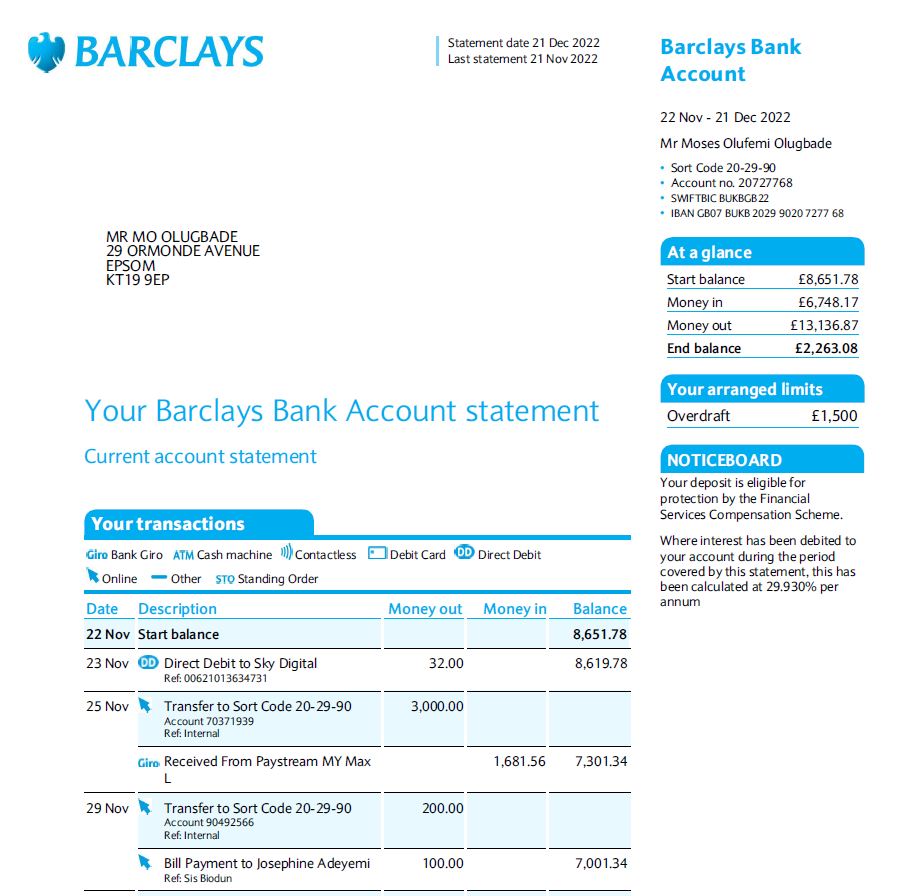 BARCLAYS
Statement date 21 Dec 2022
Last statement 21 Nov 2022
Barclays Bank
Account
22 Nov - 21 Dec 2022
Mr Moses Olufemi Olugbade
• Sort Code 20-29-90
• Account no. 20727768
• SWIFTBIC BUKBGB22
• IBAN GB07 BUKB 2029 9020 7277 68
MR MO OLUGBADE
29 ORMONDE AVENUE
EPSOM
KT19 9EP
At a glance
Start balance £8,651.78
Money in £6,748.17
Money out £13,136.87
End balance £2,263.08
Your arranged limits
Overdraft £1,500
NOTICEBOARD
Your deposit is eligible for
protection by the Financial
Services Compensation Scheme.
Where interest has been debited to
your account during the period
covered by this statement, this has
been calculated at 29.930% per
annum
Your Barclays Bank Account statement
Current account statement
Your transactions
Giro Bank Giro ATM Cash machine Contactless Debit Card DD Direct Debit
Online Other STO Standing Order
Date Description Money out Money in Balance
22 Nov Start balance 8,651.78
23 Nov DD Direct Debit to Sky Digital 32.00 8,619.78
Ref: 00621013634731
25 Nov Transfer to Sort Code 20-29-90 3,000.00
Account 70371939
Ref: Internal
Giro Received From Paystream MY Max 1,681.56 7,301.34
L
29 Nov Transfer to Sort Code 20-29-90 200.00
Account 90492566
Ref: Internal
Bill Payment to Josephine Adeyemi 100.00 7,001.34
Ref: Sis Biodun